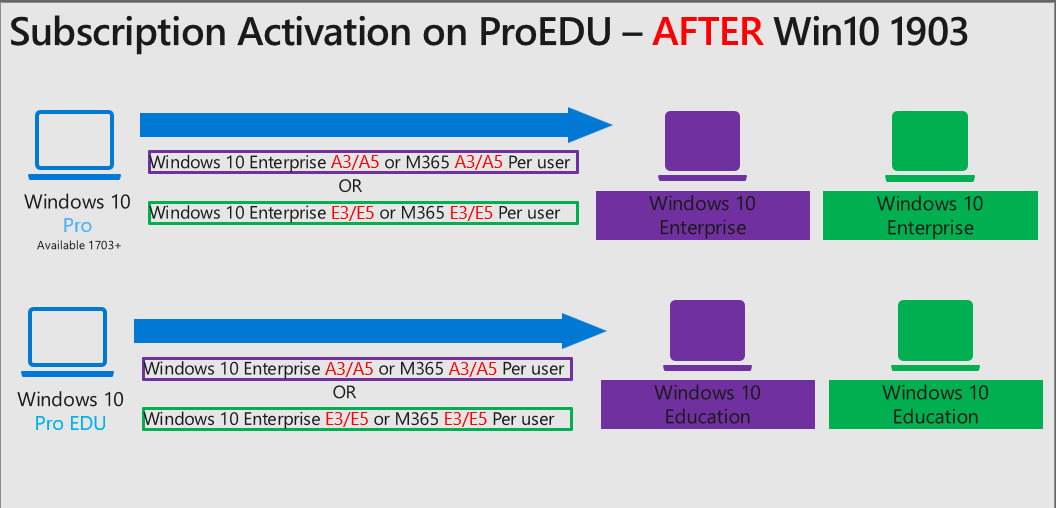 Subscription Activation on ProEDU – AFTER Win10 1903
Windows 10
Pro
Available 1703+
Windows 10 Enterprise A3/A5 or M365 A3/A5 Per user
OR
Windows 10 Enterprise E3/E5 or M365 E3/E5 Per user
Windows 10
Enterprise
Windows 10
Enterprise
Windows 10
Pro EDU
Windows 10 Enterprise A3/A5 or M365 A3/A5 Per user
OR
Windows 10 Enterprise E3/E5 or M365 E3/E5 Per user
Windows 10
Education
Windows 10
Education